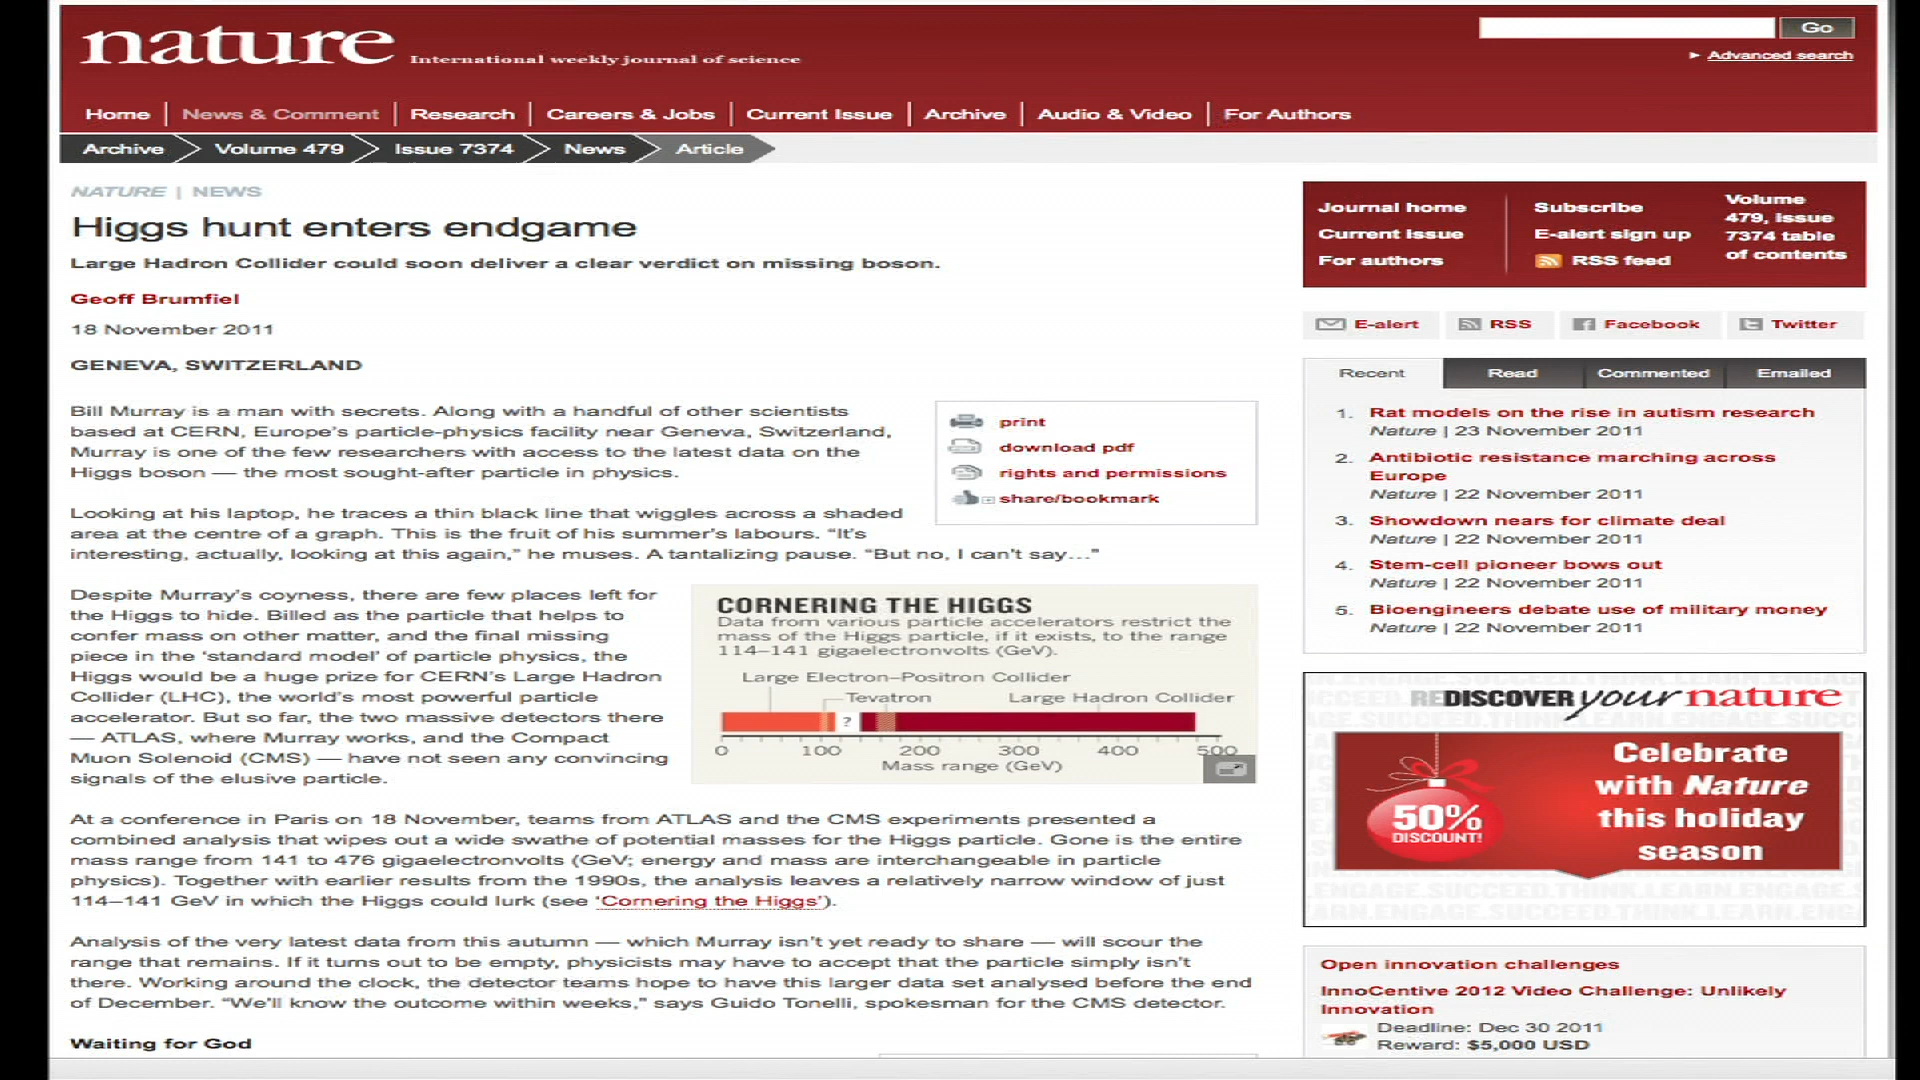 nature International weekly journal of science
Go
Advanced search
Home News & Comment Research Careers & Jobs Current Issue Archive Audio & Video For Authors
Archive Volume 479 Issue 7374 News Article
NATURE | NEWS
Higgs hunt enters endgame
Large Hadron Collider could soon deliver a clear verdict on missing boson.
Geoff Brumfiel
18 November 2011
GENEVA, SWITZERLAND
Bill Murray is a man with secrets. Along with a handful of other scientists
based at CERN, Europe's particle-physics facility near Geneva, Switzerland,
Murray is one of the few researchers with access to the latest data on the
Higgs boson — the most sought-after particle in physics.
print
download pdf
rights and permissions
share/bookmark
Looking at his laptop, he traces a thin black line that wiggles across a shaded
area at the centre of a graph. This is the fruit of his summer's labours. “It's
interesting, actually, looking at this again,” he muses. A tantalizing pause. “But no, I can't say…”
Despite Murray's coyness, there are few places left for
the Higgs to hide. Billed as the particle that helps to
confer mass on other matter, and the final missing
piece in the ‘standard model’ of particle physics, the
Higgs would be a huge prize for CERN's Large Hadron
Collider (LHC), the world's most powerful particle
accelerator. But so far, the two massive detectors there
— ATLAS, where Murray works, and the Compact
Muon Solenoid (CMS) — have not seen any convincing
signals of the elusive particle.
CORNERING THE HIGGS
Data from various particle accelerators restrict the
mass of the Higgs particle, if it exists, to the range
114–141 gigaelectronvolts (GeV).
Large Electron–Positron Collider
Tevatron Large Hadron Collider
?
0 100 200 300 400 500
Mass range (GeV)
At a conference in Paris on 18 November, teams from ATLAS and the CMS experiments presented a
combined analysis that wipes out a wide swathe of potential masses for the Higgs particle. Gone is the entire
mass range from 141 to 476 gigaelectronvolts (GeV; energy and mass are interchangeable in particle
physics). Together with earlier results from the 1990s, the analysis leaves a relatively narrow window of just
114–141 GeV in which the Higgs could lurk (see ‘Cornering the Higgs’).
Analysis of the very latest data from this autumn — which Murray isn't yet ready to share — will scour the
range that remains. If it turns out to be empty, physicists may have to accept that the particle simply isn't
there. Working around the clock, the detector teams hope to have this larger data set analysed before the end
of December. “We'll know the outcome within weeks,” says Guido Tonelli, spokesman for the CMS detector.
Waiting for God
Journal home
Current issue
For authors
Subscribe
E-alert sign up
RSS feed
Volume
479, issue
7374 table
of contents
E-alert RSS Facebook Twitter
Recent Read Commented Emailed
1. Rat models on the rise in autism research
Nature | 23 November 2011
2. Antibiotic resistance marching across
Europe
Nature | 22 November 2011
3. Showdown nears for climate deal
Nature | 22 November 2011
4. Stem-cell pioneer bows out
Nature | 22 November 2011
5. Bioengineers debate use of military money
Nature | 22 November 2011
REDISCOVER your nature
50%
DISCOUNT!
Celebrate
with Nature
this holiday
season
Open innovation challenges
InnoCentive 2012 Video Challenge: Unlikely
Innovation
Deadline: Dec 30 2011
Reward: $5,000 USD